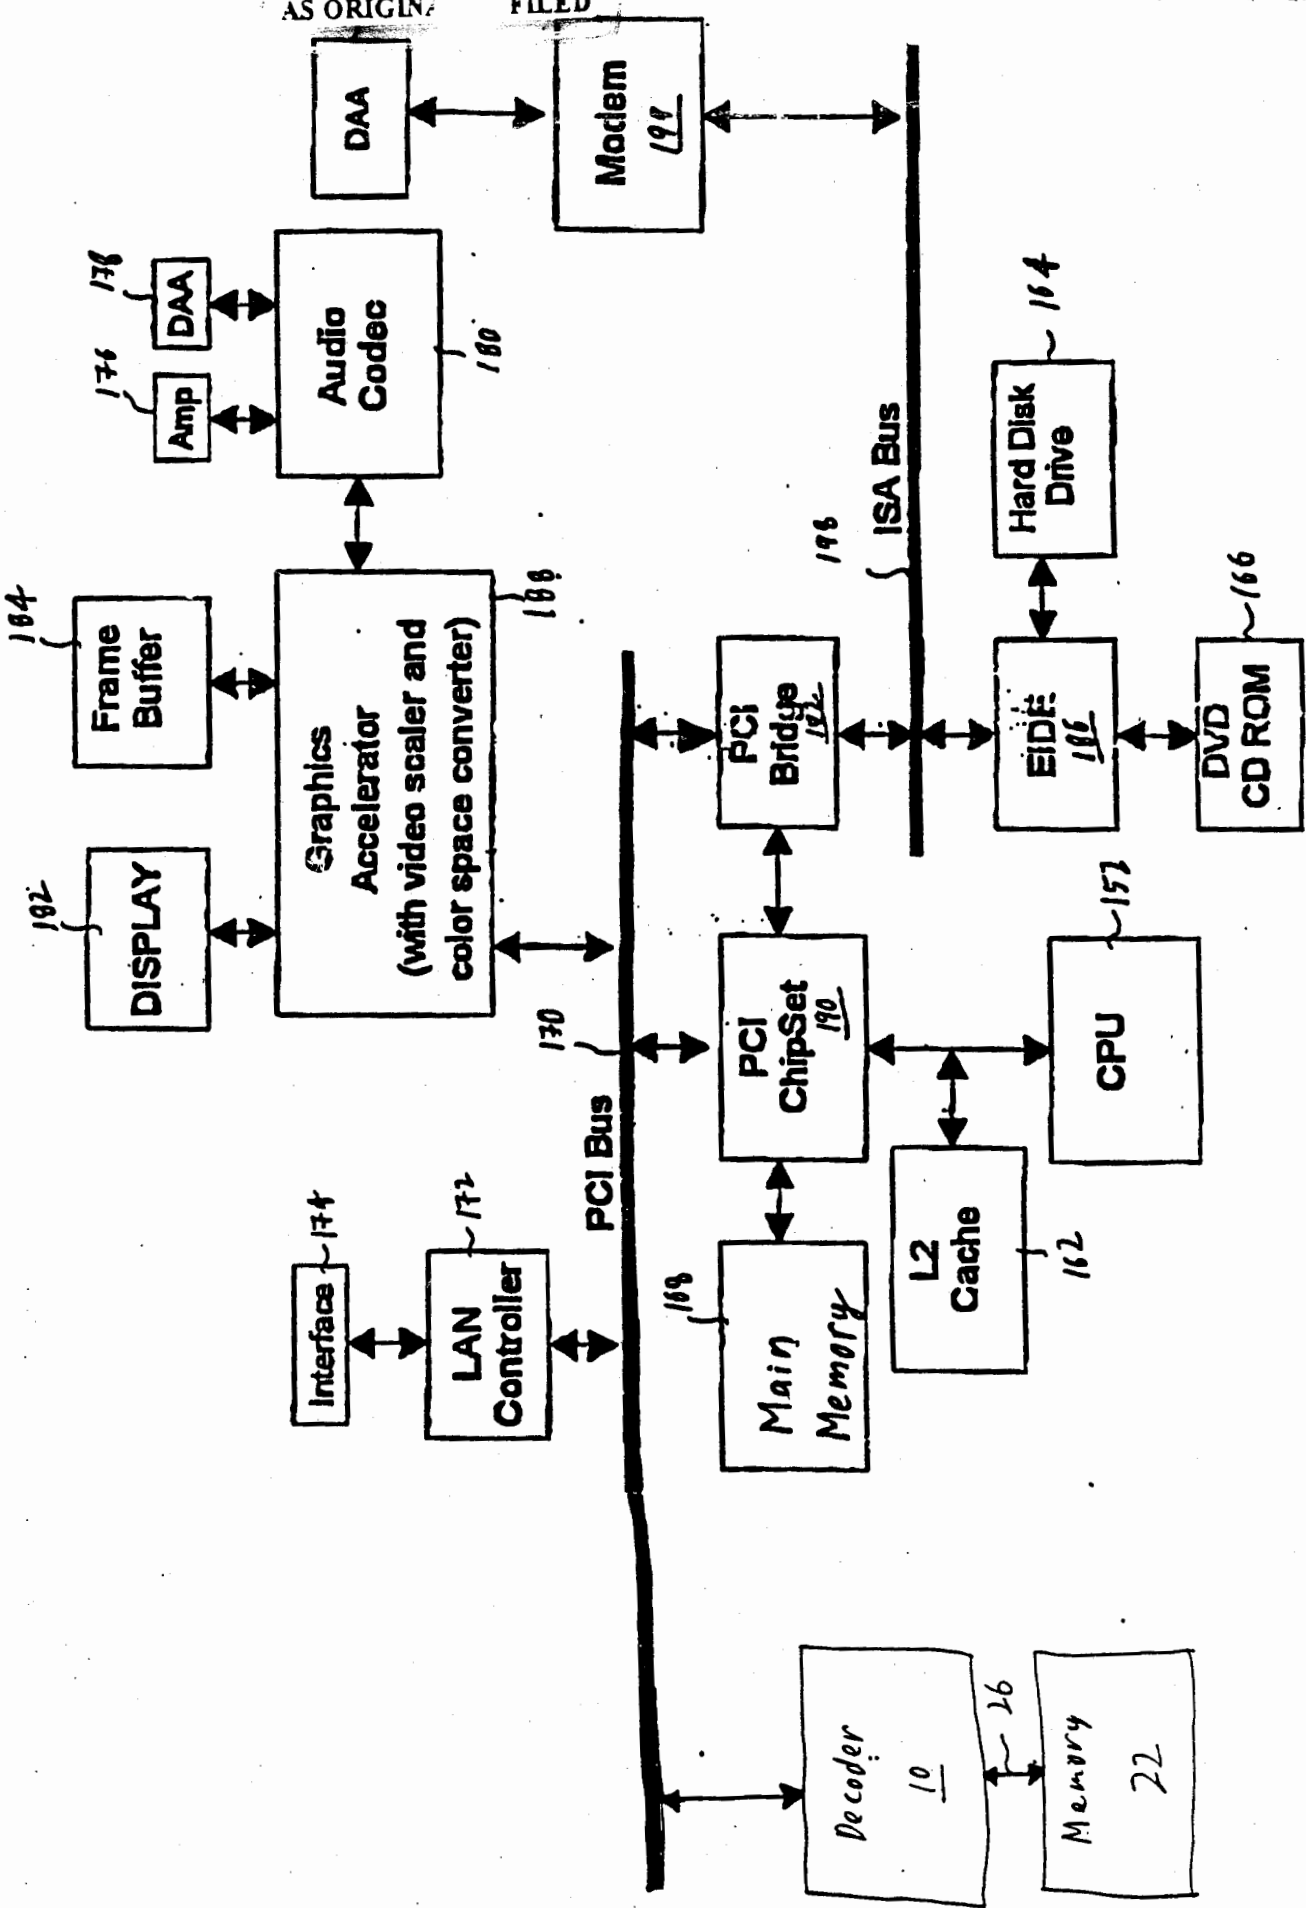 AS ORIGINA
FILED
182
DISPLAY
184
Frame
Buffer
176
Amp
178
DAA
DAA
Graphics
Accelerator
(with video scaler and
color space converter)
188
Audio
Codec
180
Modem
199
Interface
174
LAN
Controller
172
PCI Bus
170
168
Main
Memory
PCI
ChipSet
190
PCI
Bridge
192
198
ISA Bus
L2
Cache
162
CPU
152
EIDE
186
Hard Disk
Drive
164
DVD
CD ROM
166
Decoder
10
26
Memory
22